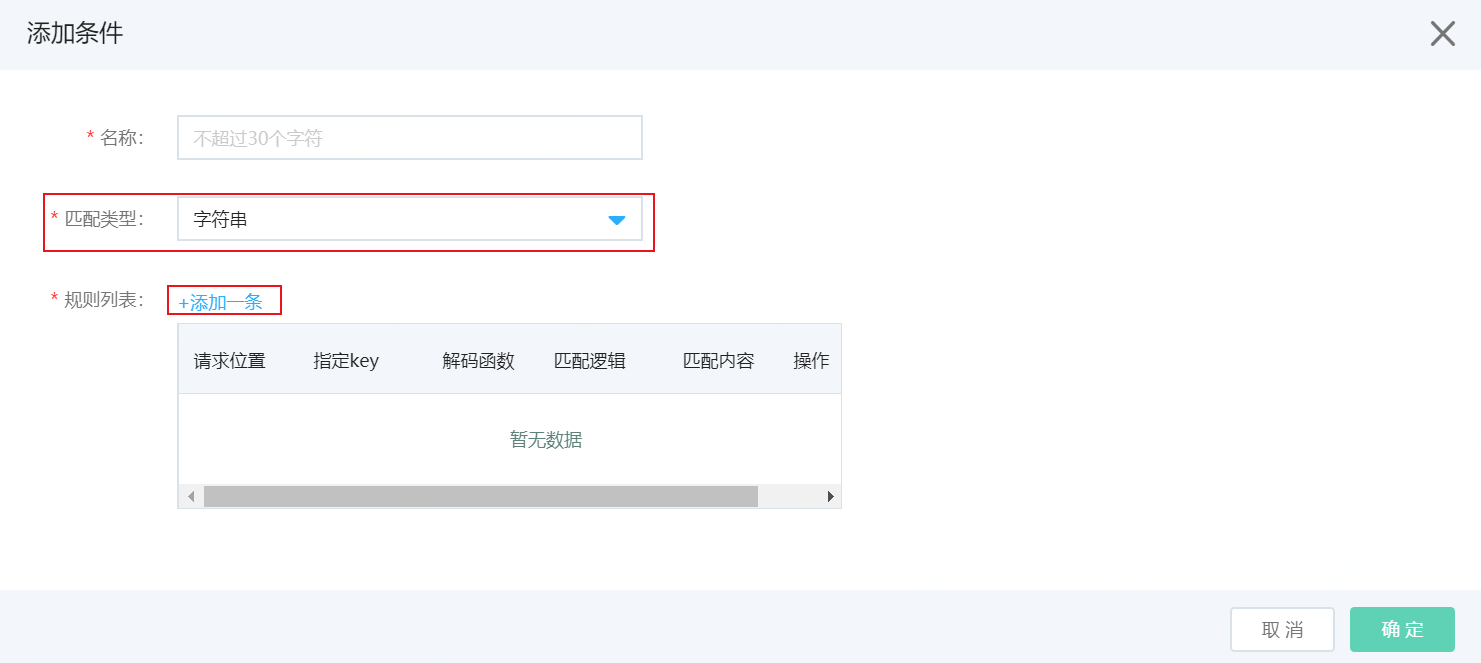 添加条件
* 名称：
不超过30个字符
* 匹配类型：
字符串
* 规则列表：
+添加一条
请求位置 指定key 解码函数 匹配逻辑 匹配内容 操作
暂无数据
取消 确定